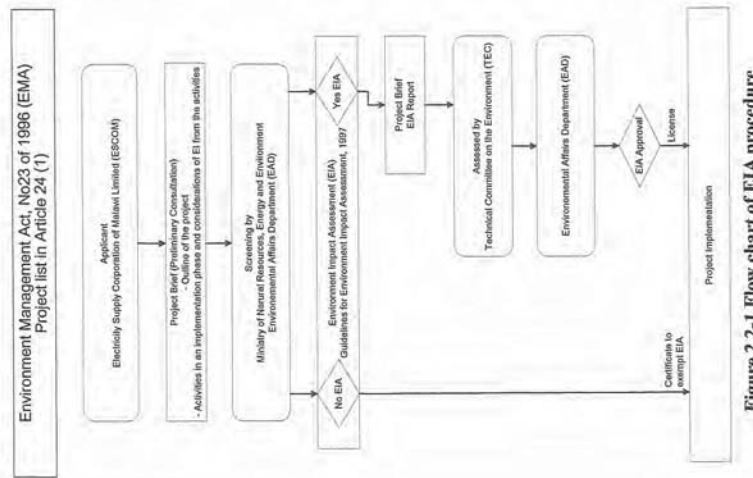 Environment Management Act, No23 of 1996 (EMA)
Project list in Article 24 (1)
Applicant
Electricity Supply Corporation of Malawi Limited (ESCOM)
Project Brief (Preliminary Consultation)
- Outline of the project
- Activities in an implementation phase and considerations of EI from the activities
Screening by
Ministry of Narural Resources, Energy and Environment
Environemental Affairs Department (EAD)
Environment Impact Assessment (EIA)
Guidelines for Environment Impact Assessment, 1997
No EIA
Yes EIA
Project Brief
EIA Report
Assessed by
Technical Committee on the Environment (TEC)
Environemental Affairs Department (EAD)
EIA Approval
Certificate to
exempt EIA
License
Project Implementation
Figure 2.2-1 Flow chart of EIA procedure